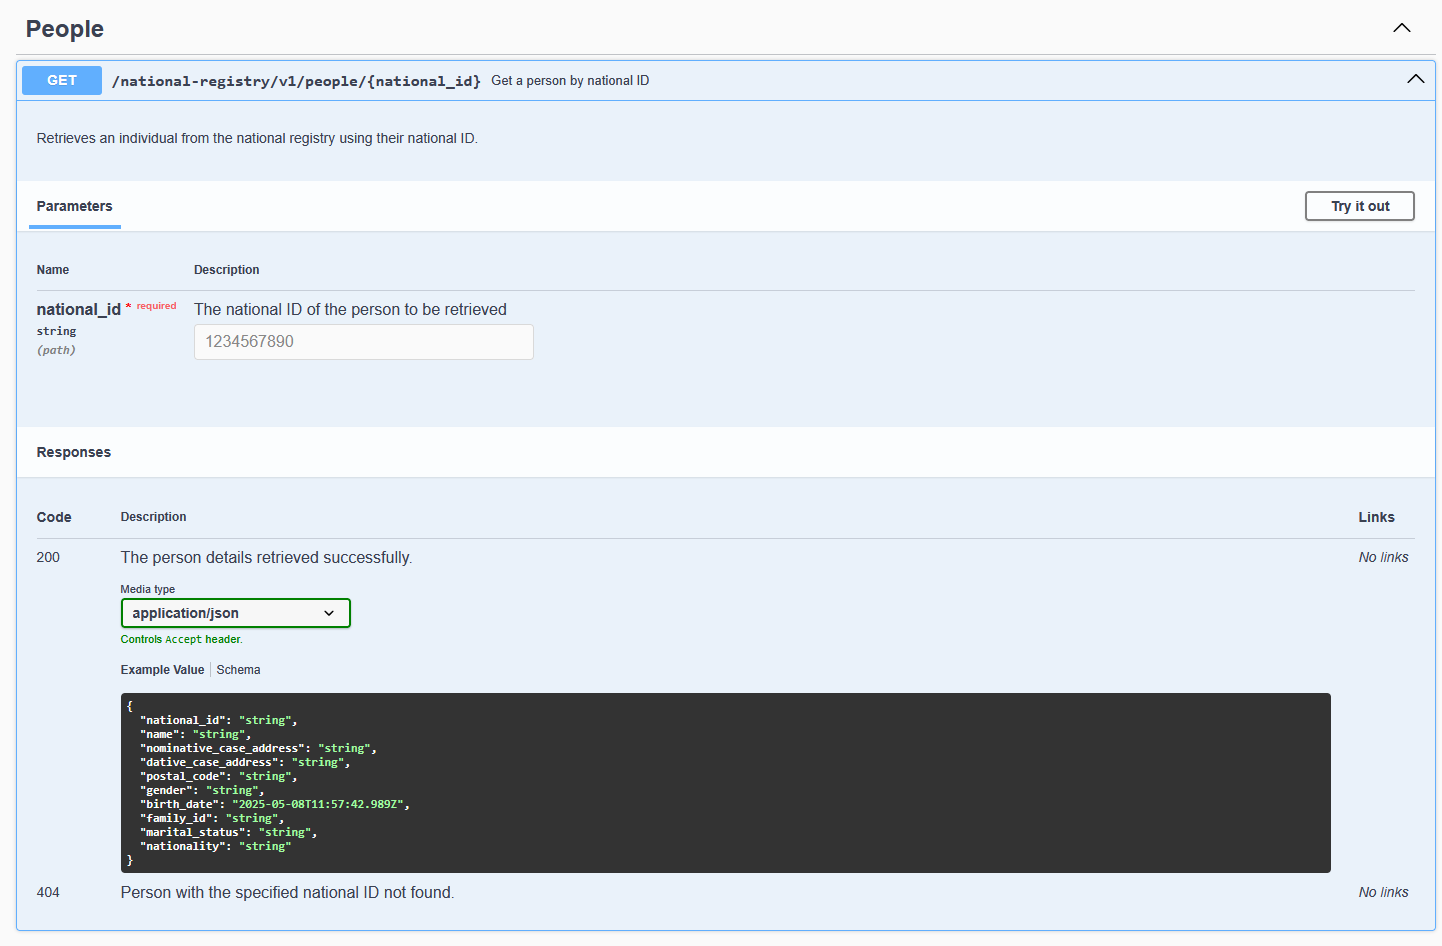 People
GET /national-registry/v1/people/{national_id} Get a person by national ID
Retrieves an individual from the national registry using their national ID.
Parameters Try it out
Name Description
national_id * required The national ID of the person to be retrieved
string 1234567890
(path)
Responses
Code Description Links
200 The person details retrieved successfully. No links
Media type
application/json
Controls Accept header.
Example Value Schema
{
  "national_id": "string",
  "name": "string",
  "nominative_case_address": "string",
  "dative_case_address": "string",
  "postal_code": "string",
  "gender": "string",
  "birth_date": "2025-05-08T11:57:42.989Z",
  "family_id": "string",
  "marital_status": "string",
  "nationality": "string"
}
404 Person with the specified national ID not found. No links